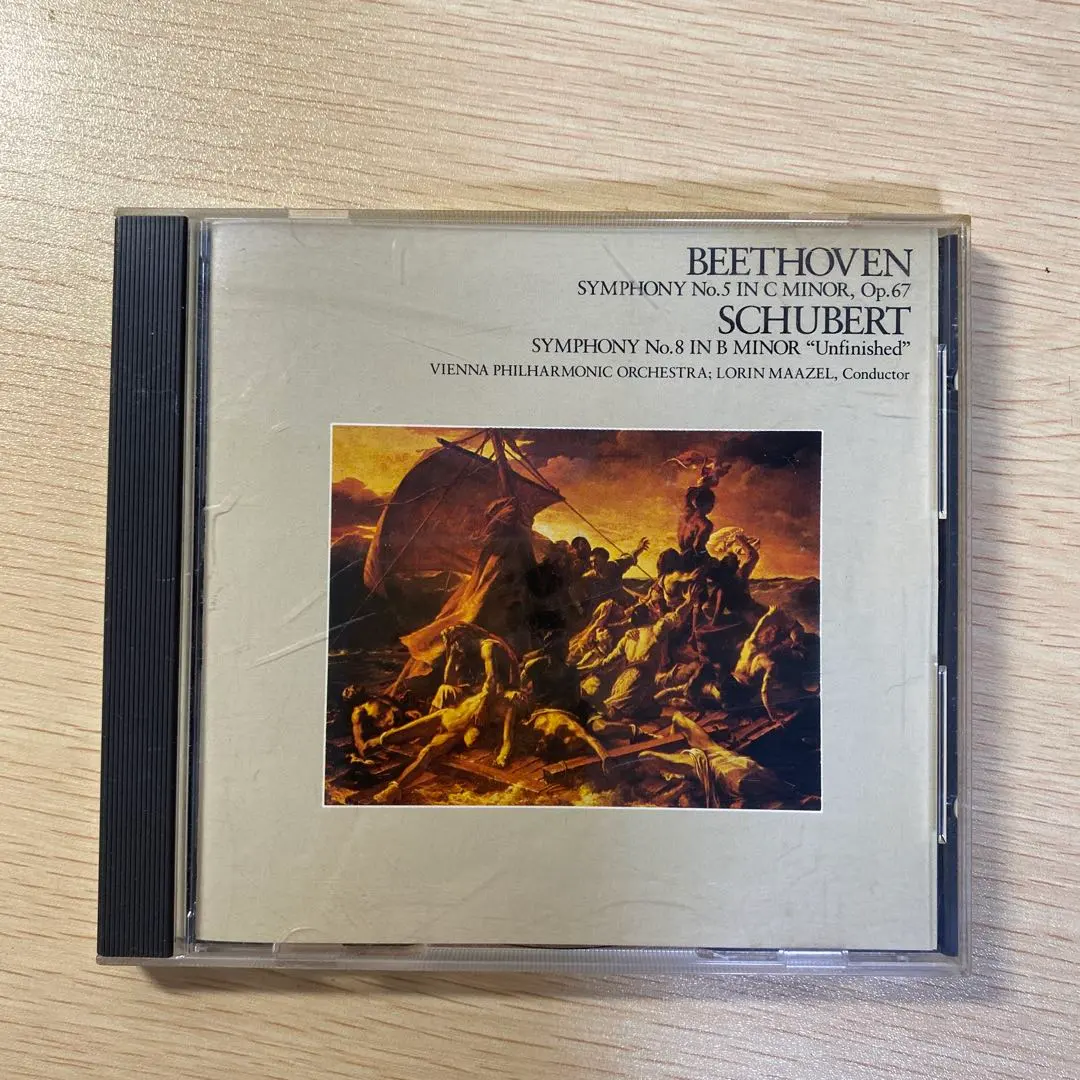 BEETHOVEN
SYMPHONY No.5 IN C MINOR, Op.67
SCHUBERT
SYMPHONY No.8 IN B MINOR “Unfinished”
VIENNA PHILHARMONIC ORCHESTRA; LORIN MAAZEL, Conductor